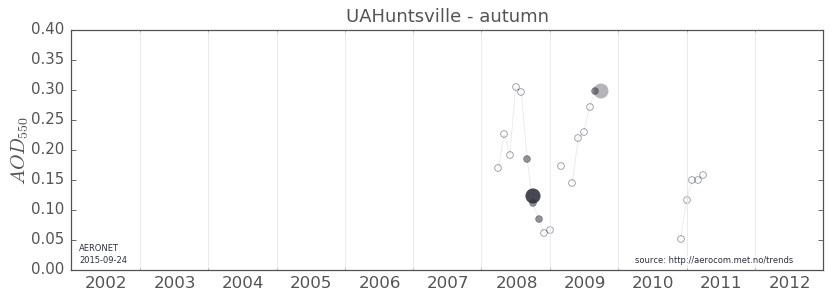 UAHuntsville - autumn
0.40
0.35
0.30
0.25
0.20
0.15
0.10
0.05
0.00
AOD550
AERONET
2015-09-24
source: http://aerocom.met.no/trends
2002 2003 2004 2005 2006 2007 2008 2009 2010 2011 2012